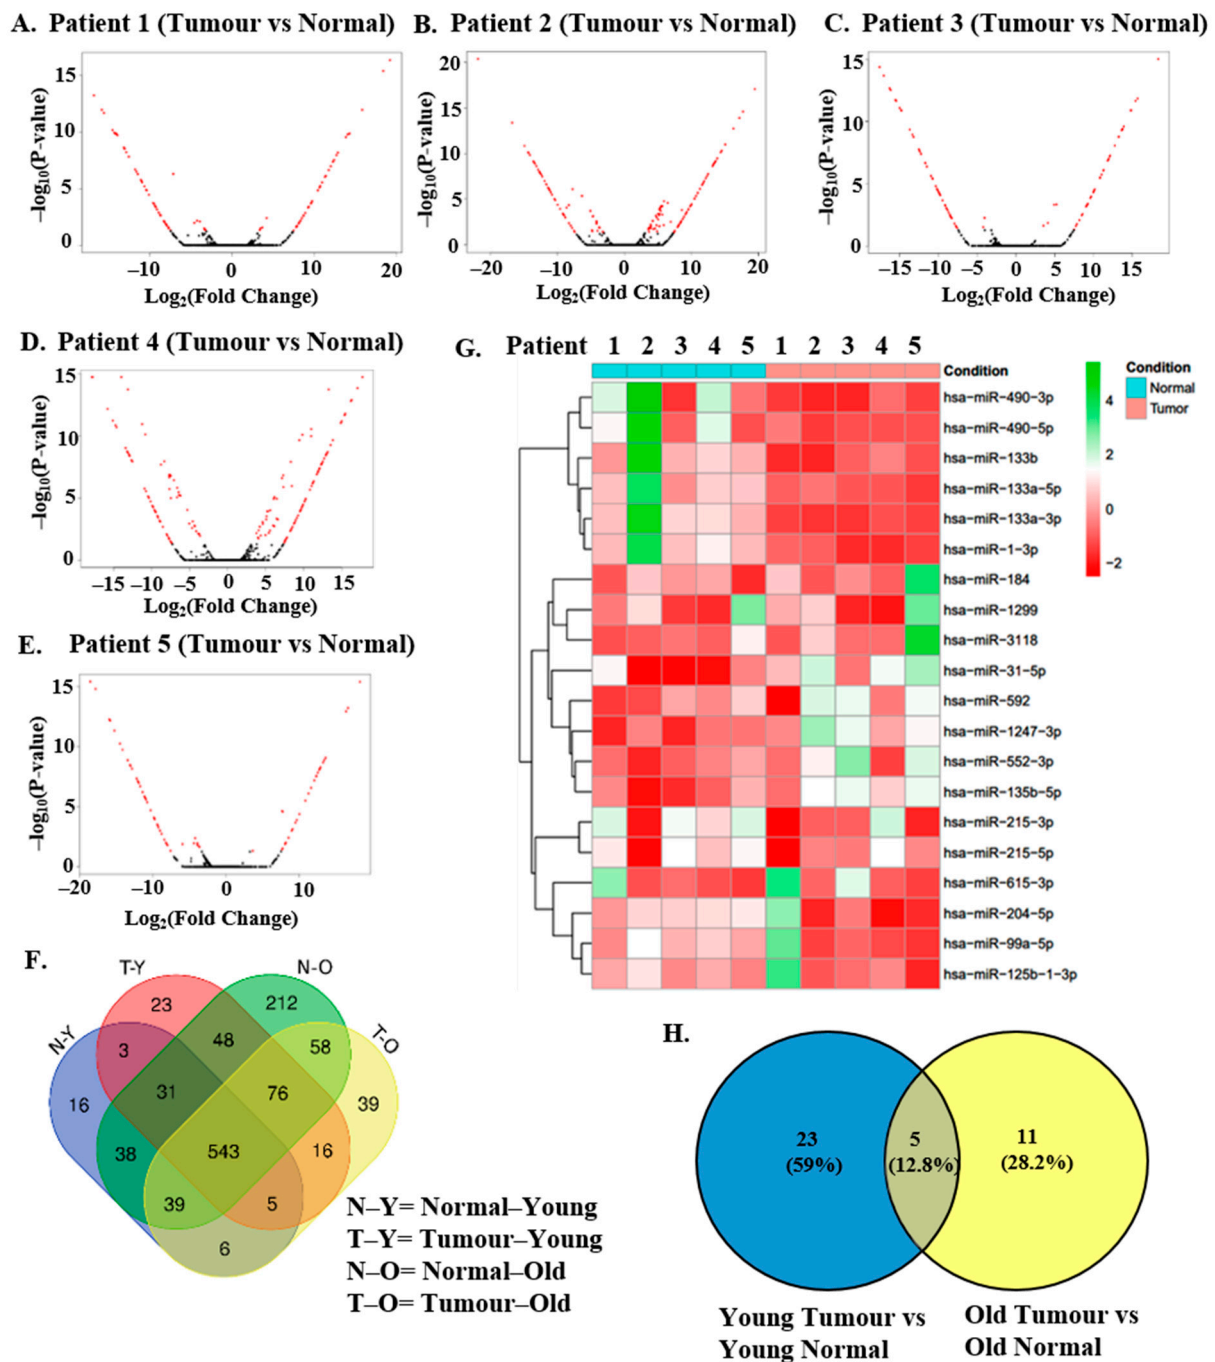 A. Patient 1 (Tumour vs Normal)
B. Patient 2 (Tumour vs Normal)
C. Patient 3 (Tumour vs Normal)
–log10(P-value)
15
10
5
0
–10
0
10
20
Log2(Fold Change)
–log10(P-value)
20
15
10
5
0
–20
–10
0
10
20
Log2(Fold Change)
–log10(P-value)
15
10
5
0
–15
–10
–5
0
5
10
15
Log2(Fold Change)
D. Patient 4 (Tumour vs Normal)
–log10(P-value)
15
10
5
0
–15
–10
–5
0
5
10
15
Log2(Fold Change)
E. Patient 5 (Tumour vs Normal)
–log10(P-value)
15
10
5
0
–20
–10
0
10
Log2(Fold Change)
F.
N-Y
T-Y
N-O
T-O
23
212
3
48
58
16
31
76
39
38
543
16
39
5
6
N–Y= Normal–Young
T–Y= Tumour–Young
N–O= Normal–Old
T–O= Tumour–Old
G. Patient 1 2 3 4 5 1 2 3 4 5
Condition
hsa−miR−490−3p
hsa−miR−490−5p
hsa−miR−133b
hsa−miR−133a−5p
hsa−miR−133a−3p
hsa−miR−1−3p
hsa−miR−184
hsa−miR−1299
hsa−miR−3118
hsa−miR−31−5p
hsa−miR−592
hsa−miR−1247−3p
hsa−miR−552−3p
hsa−miR−135b−5p
hsa−miR−215−3p
hsa−miR−215−5p
hsa−miR−615−3p
hsa−miR−204−5p
hsa−miR−99a−5p
hsa−miR−125b−1−3p
4
2
0
−2
Condition
Normal
Tumor
H.
23
(59%)
5
(12.8%)
11
(28.2%)
Young Tumour vs
Young Normal
Old Tumour vs
Old Normal